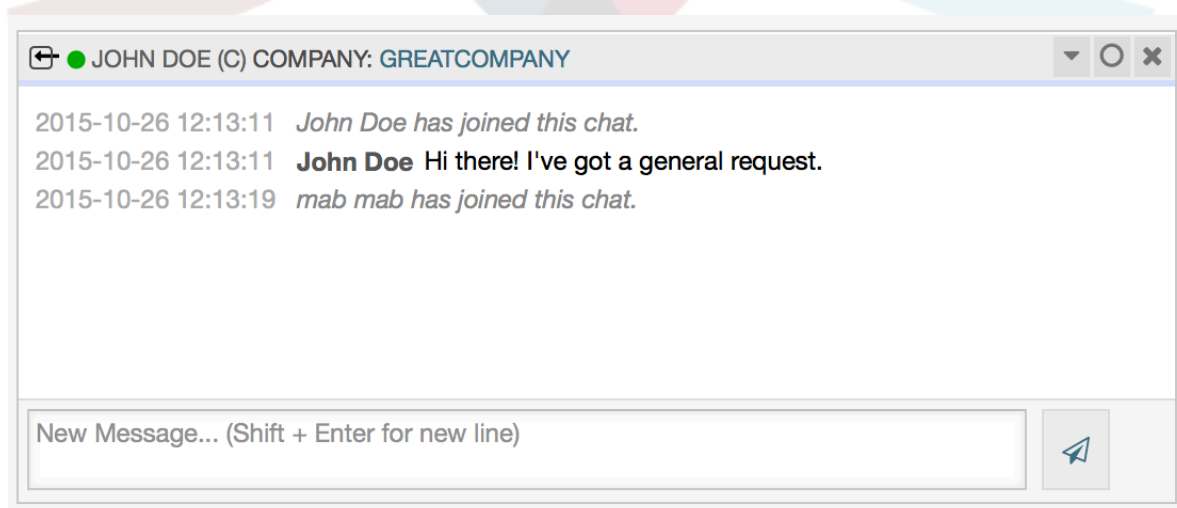 JOHN DOE (C) COMPANY: GREATCOMPANY
2015-10-26 12:13:11 John Doe has joined this chat.
2015-10-26 12:13:11 John Doe Hi there! I've got a general request.
2015-10-26 12:13:19 mab mab has joined this chat.
New Message... (Shift + Enter for new line)